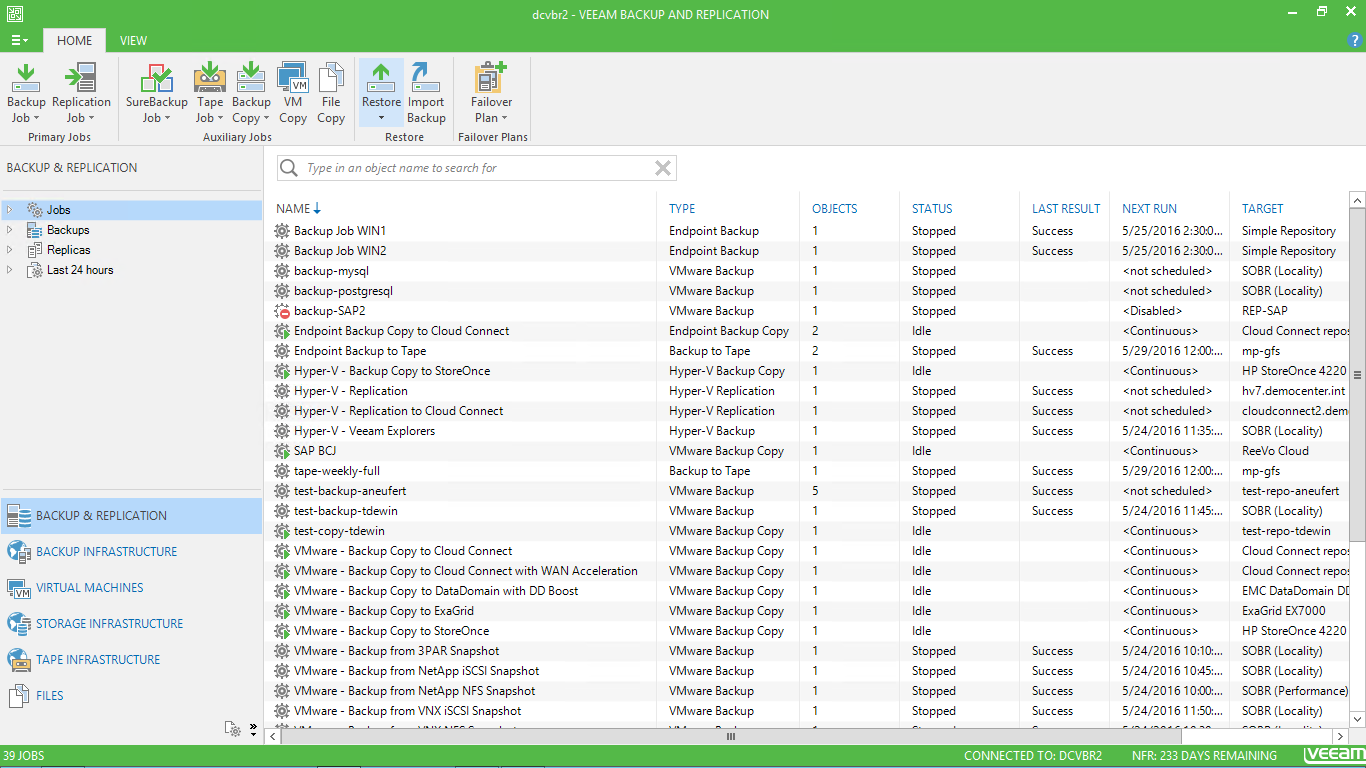 dcvbr2 - VEEAM BACKUP AND REPLICATION
HOME VIEW
Backup Job
Replication Job
Primary Jobs
SureBackup Job
Tape Job
Backup Copy
VM Copy
File Copy
Auxiliary Jobs
Restore
Import Backup
Restore
Failover Plan
Failover Plans
BACKUP & REPLICATION
Jobs
Backups
Replicas
Last 24 hours
BACKUP & REPLICATION
BACKUP INFRASTRUCTURE
VIRTUAL MACHINES
STORAGE INFRASTRUCTURE
TAPE INFRASTRUCTURE
FILES
Type in an object name to search for
NAME TYPE OBJECTS STATUS LAST RESULT NEXT RUN TARGET
Backup Job WIN1 Endpoint Backup 1 Stopped Success 5/25/2016 2:30:0... Simple Repository
Backup Job WIN2 Endpoint Backup 1 Stopped Success 5/25/2016 2:30:0... Simple Repository
backup-mysql VMware Backup 1 Stopped <not scheduled> SOBR (Locality)
backup-postgresql VMware Backup 1 Stopped <not scheduled> SOBR (Locality)
backup-SAP2 VMware Backup 1 Stopped <Disabled> REP-SAP
Endpoint Backup Copy to Cloud Connect Endpoint Backup Copy 2 Idle <Continuous> Cloud Connect repos
Endpoint Backup to Tape Backup to Tape 2 Stopped Success 5/29/2016 12:00:... mp-gfs
Hyper-V - Backup Copy to StoreOnce Hyper-V Backup Copy 1 Idle <Continuous> HP StoreOnce 4220
Hyper-V - Replication Hyper-V Replication 1 Stopped Success <not scheduled> hv7.democenter.int
Hyper-V - Replication to Cloud Connect Hyper-V Replication 1 Stopped Success <not scheduled> cloudconnect2.dem
Hyper-V - Veeam Explorers Hyper-V Backup 1 Stopped Success 5/24/2016 11:35:... SOBR (Locality)
SAP BCJ VMware Backup Copy 1 Idle <Continuous> ReeVo Cloud
tape-weekly-full Backup to Tape 1 Stopped Success 5/29/2016 12:00:... mp-gfs
test-backup-aneufert VMware Backup 5 Stopped Success <not scheduled> test-repo-aneufert
test-backup-tdewin VMware Backup 1 Stopped Success 5/24/2016 11:45:... SOBR (Locality)
test-copy-tdewin VMware Backup Copy 1 Idle <Continuous> test-repo-tdewin
VMware - Backup Copy to Cloud Connect VMware Backup Copy 1 Idle <Continuous> Cloud Connect repos
VMware - Backup Copy to Cloud Connect with WAN Acceleration VMware Backup Copy 1 Idle <Continuous> Cloud Connect repos
VMware - Backup Copy to DataDomain with DD Boost VMware Backup Copy 1 Idle <Continuous> EMC DataDomain DD
VMware - Backup Copy to ExaGrid VMware Backup Copy 1 Idle <Continuous> ExaGrid EX7000
VMware - Backup Copy to StoreOnce VMware Backup Copy 1 Idle <Continuous> HP StoreOnce 4220
VMware - Backup from 3PAR Snapshot VMware Backup 1 Stopped Success 5/24/2016 10:10:... SOBR (Locality)
VMware - Backup from NetApp iSCSI Snapshot VMware Backup 1 Stopped Success 5/24/2016 10:45:... SOBR (Locality)
VMware - Backup from NetApp NFS Snapshot VMware Backup 1 Stopped Success 5/24/2016 10:00:... SOBR (Performance)
VMware - Backup from VNX iSCSI Snapshot VMware Backup 1 Stopped Success 5/24/2016 11:50:... SOBR (Locality)
39 JOBS CONNECTED TO: DCVBR2 NFR: 233 DAYS REMAINING veeam